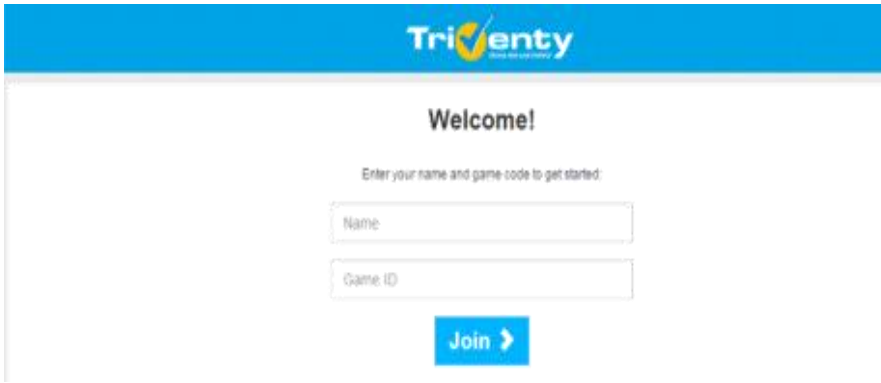 Triventy
Welcome!
Enter your name and game code to get started:
Name
Game ID
Join